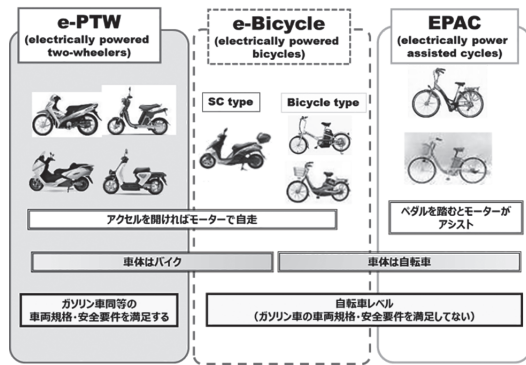 e-PTW
(electrically powered
two-wheelers)
e-Bicycle
(electrically powered
bicycles)
EPAC
(electrically power
assisted cycles)
SC type
Bicycle type
アクセルを開ければモーターで自走
ペダルを踏むとモーターが
アシスト
車体はバイク
車体は自転車
ガソリン車同等の
車両規格・安全要件を満足する
自転車レベル
(ガソリン車の車両規格・安全要件を満足してない)